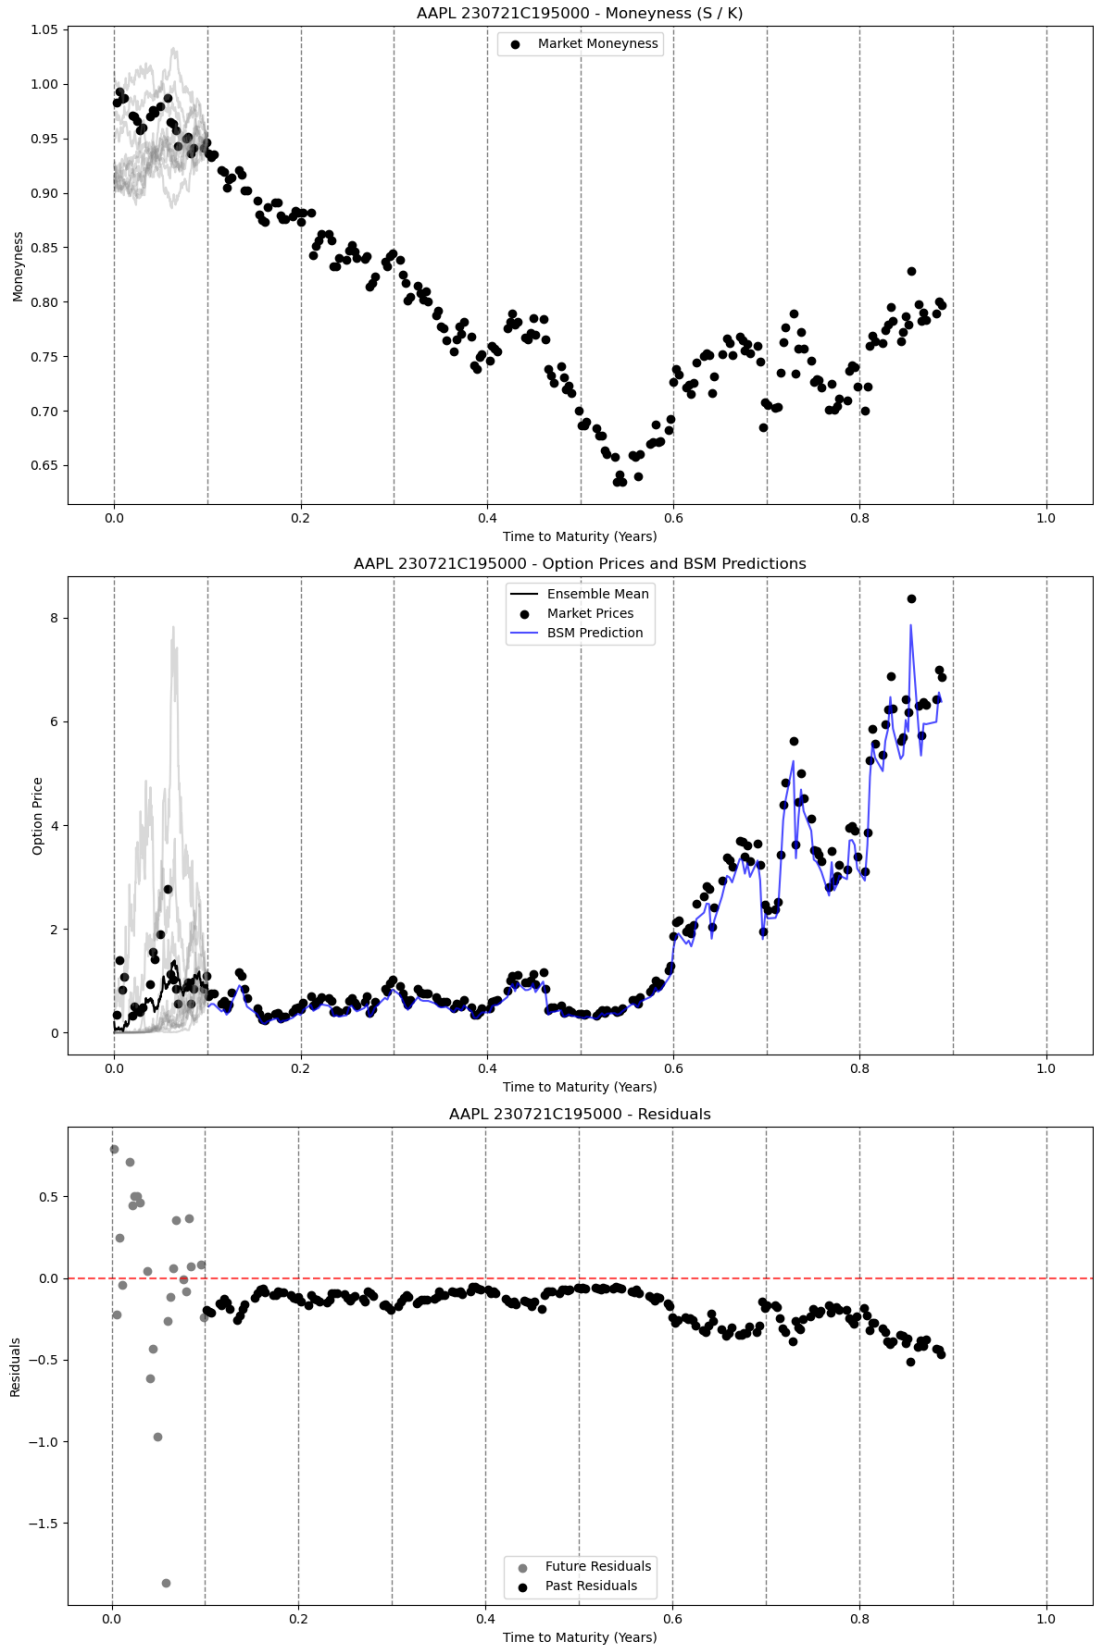 AAPL 230721C195000 - Moneyness (S / K)
Market Moneyness
1.05
1.00
0.95
0.90
0.85
0.80
0.75
0.70
0.65
Moneyness
0.0 0.2 0.4 0.6 0.8 1.0
Time to Maturity (Years)
AAPL 230721C195000 - Option Prices and BSM Predictions
Ensemble Mean
Market Prices
BSM Prediction
8
6
4
2
0
Option Price
0.0 0.2 0.4 0.6 0.8 1.0
Time to Maturity (Years)
AAPL 230721C195000 - Residuals
0.5
0.0
−0.5
−1.0
−1.5
Residuals
Future Residuals
Past Residuals
0.0 0.2 0.4 0.6 0.8 1.0
Time to Maturity (Years)